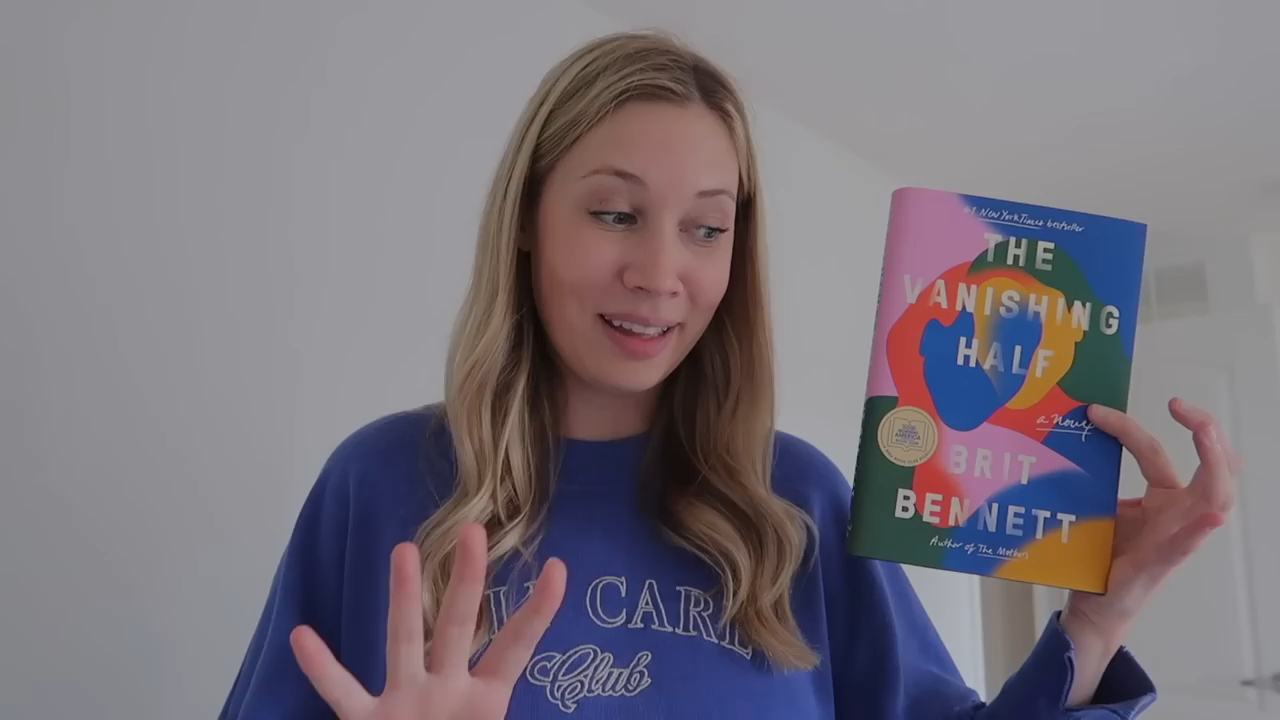 #1 New York Times bestseller
THE
VANISHING
HALF
a novel
BRIT
BENNETT
Author of The Mothers
CARE
Club